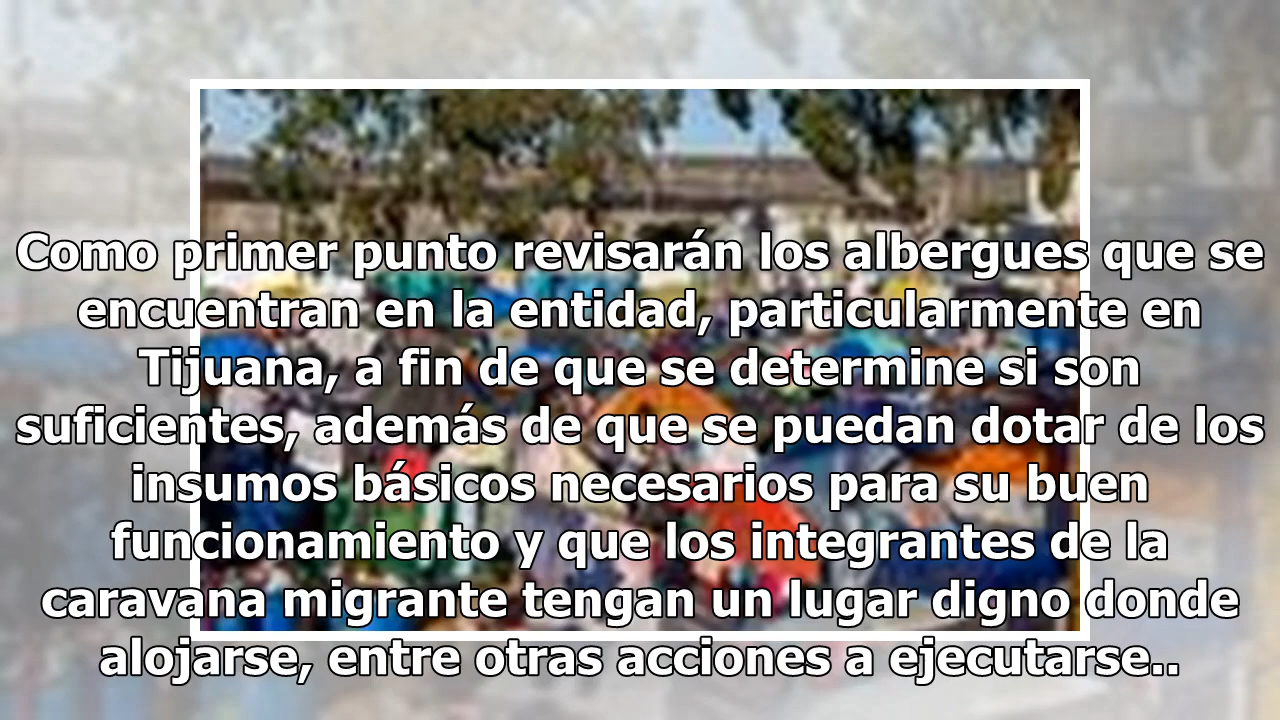 Como primer punto revisarán los albergues que se
encuentran en la entidad, particularmente en
Tijuana, a fin de que se determine si son
suficientes, además de que se puedan dotar de los
insumos básicos necesarios para su buen
funcionamiento y que los integrantes de la
caravana migrante tengan un lugar digno donde
alojarse, entre otras acciones a ejecutarse..